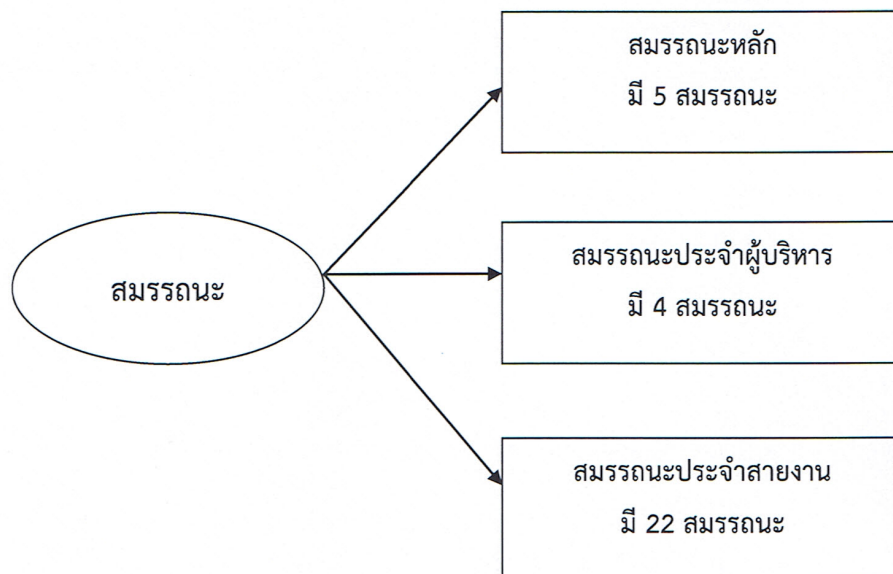 สมรรถนะหลัก
มี 5 สมรรถนะ
สมรรถนะ
สมรรถนะประจำผู้บริหาร
มี 4 สมรรถนะ
สมรรถนะประจำสายงาน
มี 22 สมรรถนะ